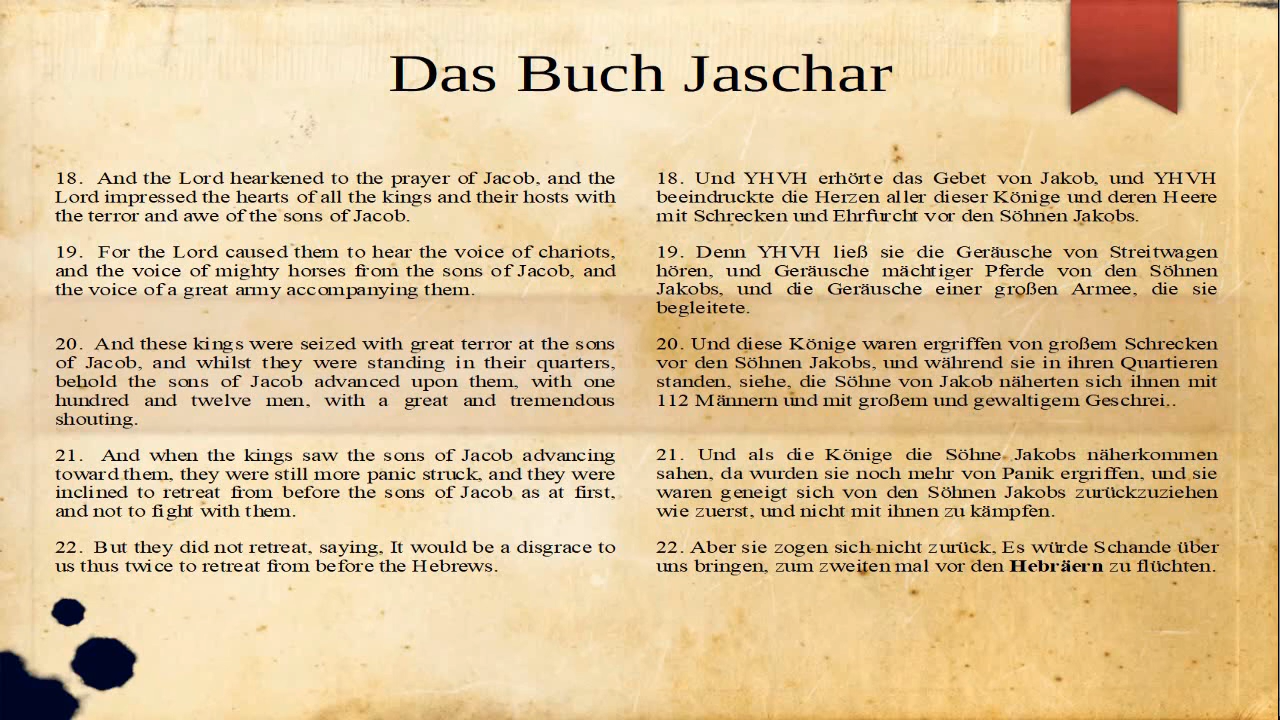 Das Buch Jaschar
18. And the Lord hearkened to the prayer of Jacob, and the
Lord impressed the hearts of all the kings and their hosts with
the terror and awe of the sons of Jacob.
19. For the Lord caused them to hear the voice of chariots,
and the voice of mighty horses from the sons of Jacob, and
the voice of a great army accompanying them.
20. And these kings were seized with great terror at the sons
of Jacob, and whilst they were standing in their quarters,
behold the sons of Jacob advanced upon them, with one
hundred and twelve men, with a great and tremendous
shouting.
21. And when the kings saw the sons of Jacob advancing
toward them, they were still more panic struck, and they were
inclined to retreat from before the sons of Jacob as at first,
and not to fight with them.
22. But they did not retreat, saying, It would be a disgrace to
us thus twice to retreat from before the Hebrews.
18. Und YHVH erhörte das Gebet von Jakob, und YHVH
beeindruckte die Herzen aller dieser Könige und deren Heere
mit Schrecken und Ehrfurcht vor den Söhnen Jakobs.
19. Denn YHVH ließ sie die Geräusche von Streitwagen
hören, und Geräusche mächtiger Pferde von den Söhnen
Jakobs, und die Geräusche einer großen Armee, die sie
begleitete.
20. Und diese Könige waren ergriffen von großem Schrecken
vor den Söhnen Jakobs, und während sie in ihren Quartieren
standen, siehe, die Söhne von Jakob näherten sich ihnen mit
112 Männern und mit großem und gewaltigem Geschrei..
21. Und als die Könige die Söhne Jakobs näherkommen
sahen, da wurden sie noch mehr von Panik ergriffen, und sie
waren geneigt sich von den Söhnen Jakobs zurückzuziehen
wie zuerst, und nicht mit ihnen zu kämpfen.
22. Aber sie zogen sich nicht zurück, Es würde Schande über
uns bringen, zum zweiten mal vor den Hebräern zu flüchten.